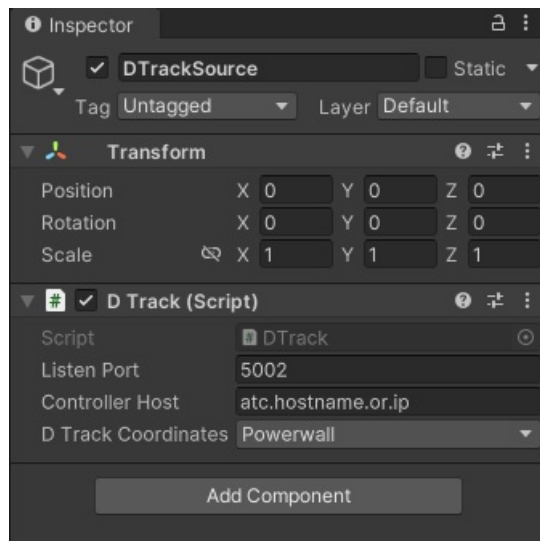 Inspector
DTrackSource Static
Tag Untagged Layer Default
Transform
Position X 0 Y 0 Z 0
Rotation X 0 Y 0 Z 0
Scale X 1 Y 1 Z 1
# D Track (Script)
Script # DTrack
Listen Port 5002
Controller Host atc.hostname.or.ip
D Track Coordinates Powerwall
Add Component